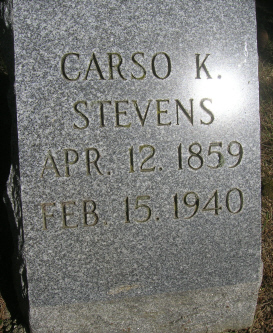 CARSO K.
STEVENS
APR. 12. 1859
FEB. 15. 1940